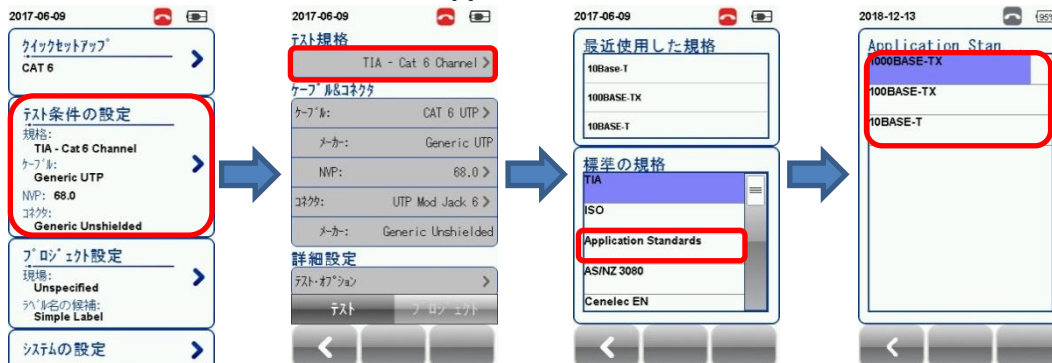 2017-06-09
クイックセットアップ
CAT 6
テスト条件の設定
規格:
TIA - Cat 6 Channel
ケーブル:
Generic UTP
NVP: 68.0
コネクタ:
Generic Unshielded
プロジェクト設定
現場:
Unspecified
ラベル名の候補:
Simple Label
システムの設定
2017-06-09
テスト規格
TIA - Cat 6 Channel
ケーブル&コネクタ
ケーブル: CAT 6 UTP
メーカー: Generic UTP
NVP: 68.0
コネクタ: UTP Mod Jack 6
メーカー: Generic Unshielded
詳細設定
テスト・オプション
テスト プロジェクト
2017-06-09
最近使用した規格
10Base-T
100BASE-TX
10BASE-T
標準の規格
TIA
ISO
Application Standards
AS/NZ 3080
Cenelec EN
2018-12-13
95%
Application Stan...
1000BASE-TX
100BASE-TX
10BASE-T